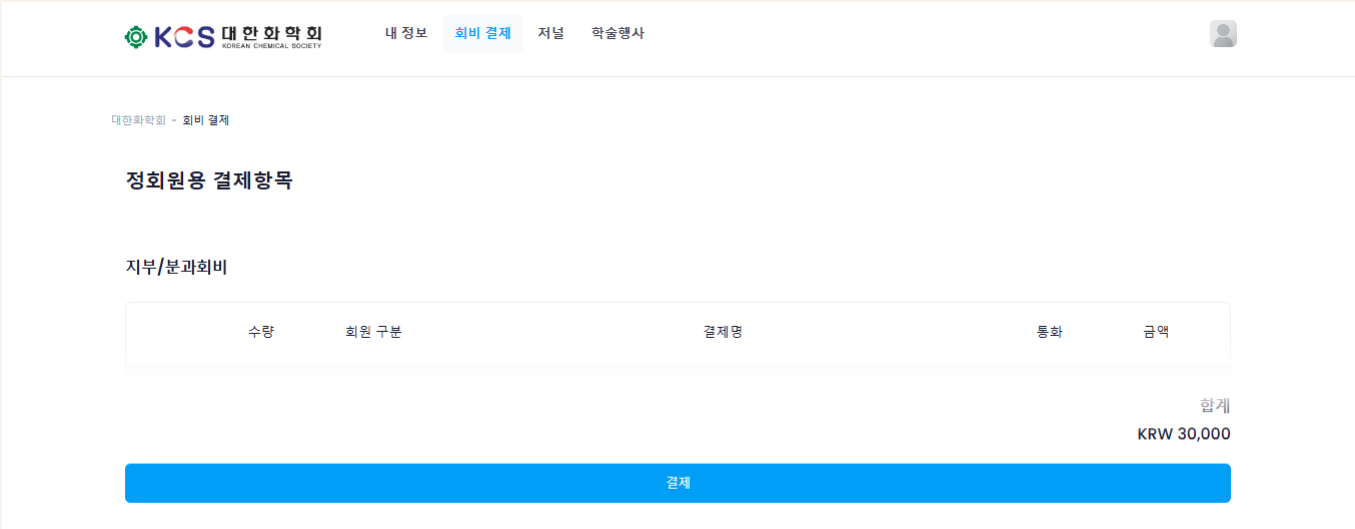 KCS 대한화학회
KOREAN CHEMICAL SOCIETY
내 정보 회비 결제 저널 학술행사
대한화학회 - 회비 결제
정회원용 결제항목
지부/분과회비
수량 회원 구분 결제명 통화 금액
합계
KRW 30,000
결제